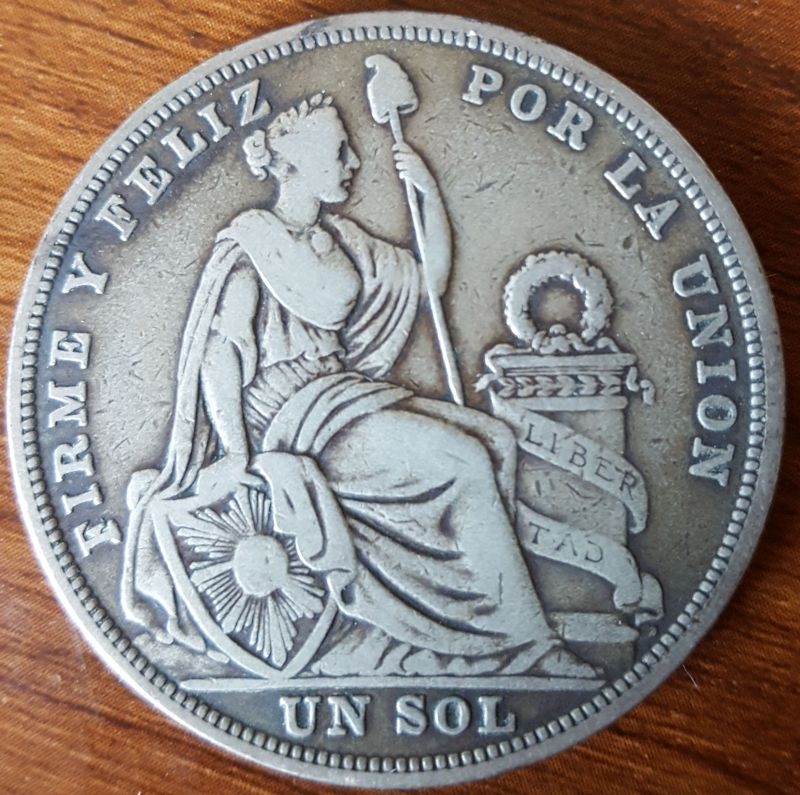 FIRME Y FELIZ POR LA UNION
LIBER
TAD
UN SOL